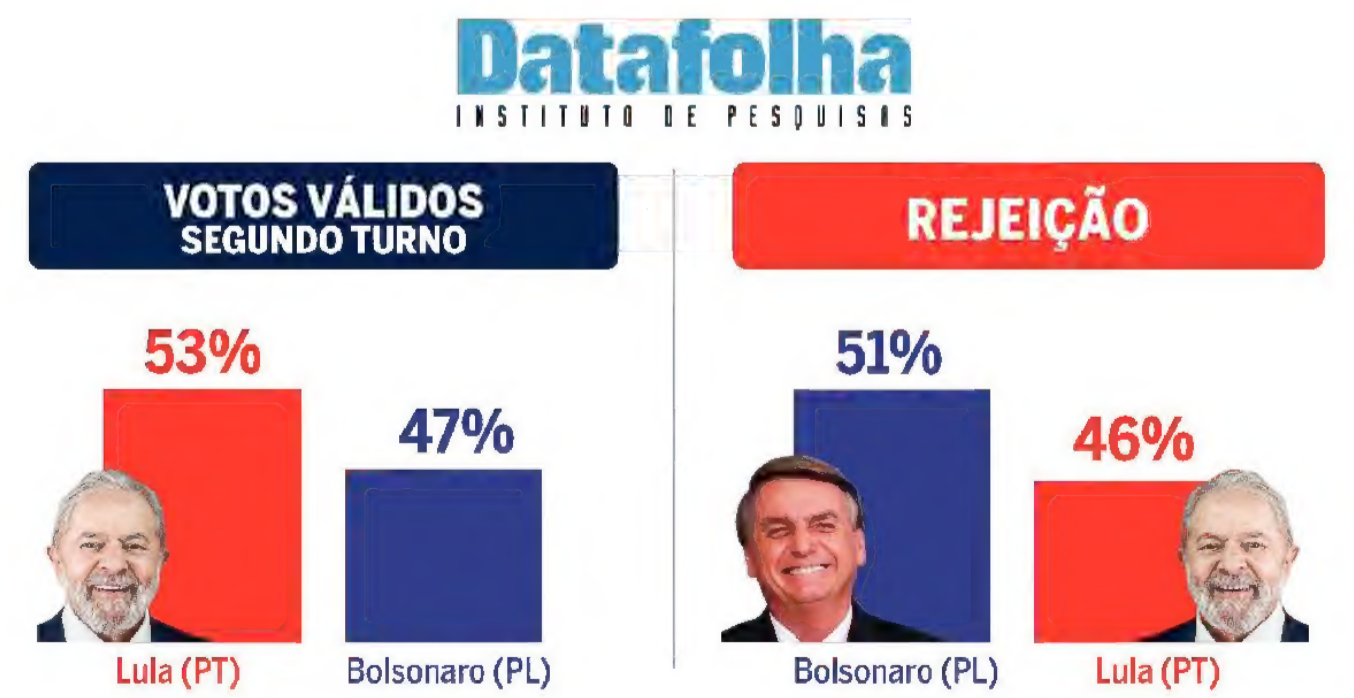 Datafolha
INSTITUTO DE PESQUISAS
VOTOS VÁLIDOS
SEGUNDO TURNO
53%
47%
Lula (PT)
Bolsonaro (PL)
REJEIÇÃO
51%
46%
Bolsonaro (PL)
Lula (PT)